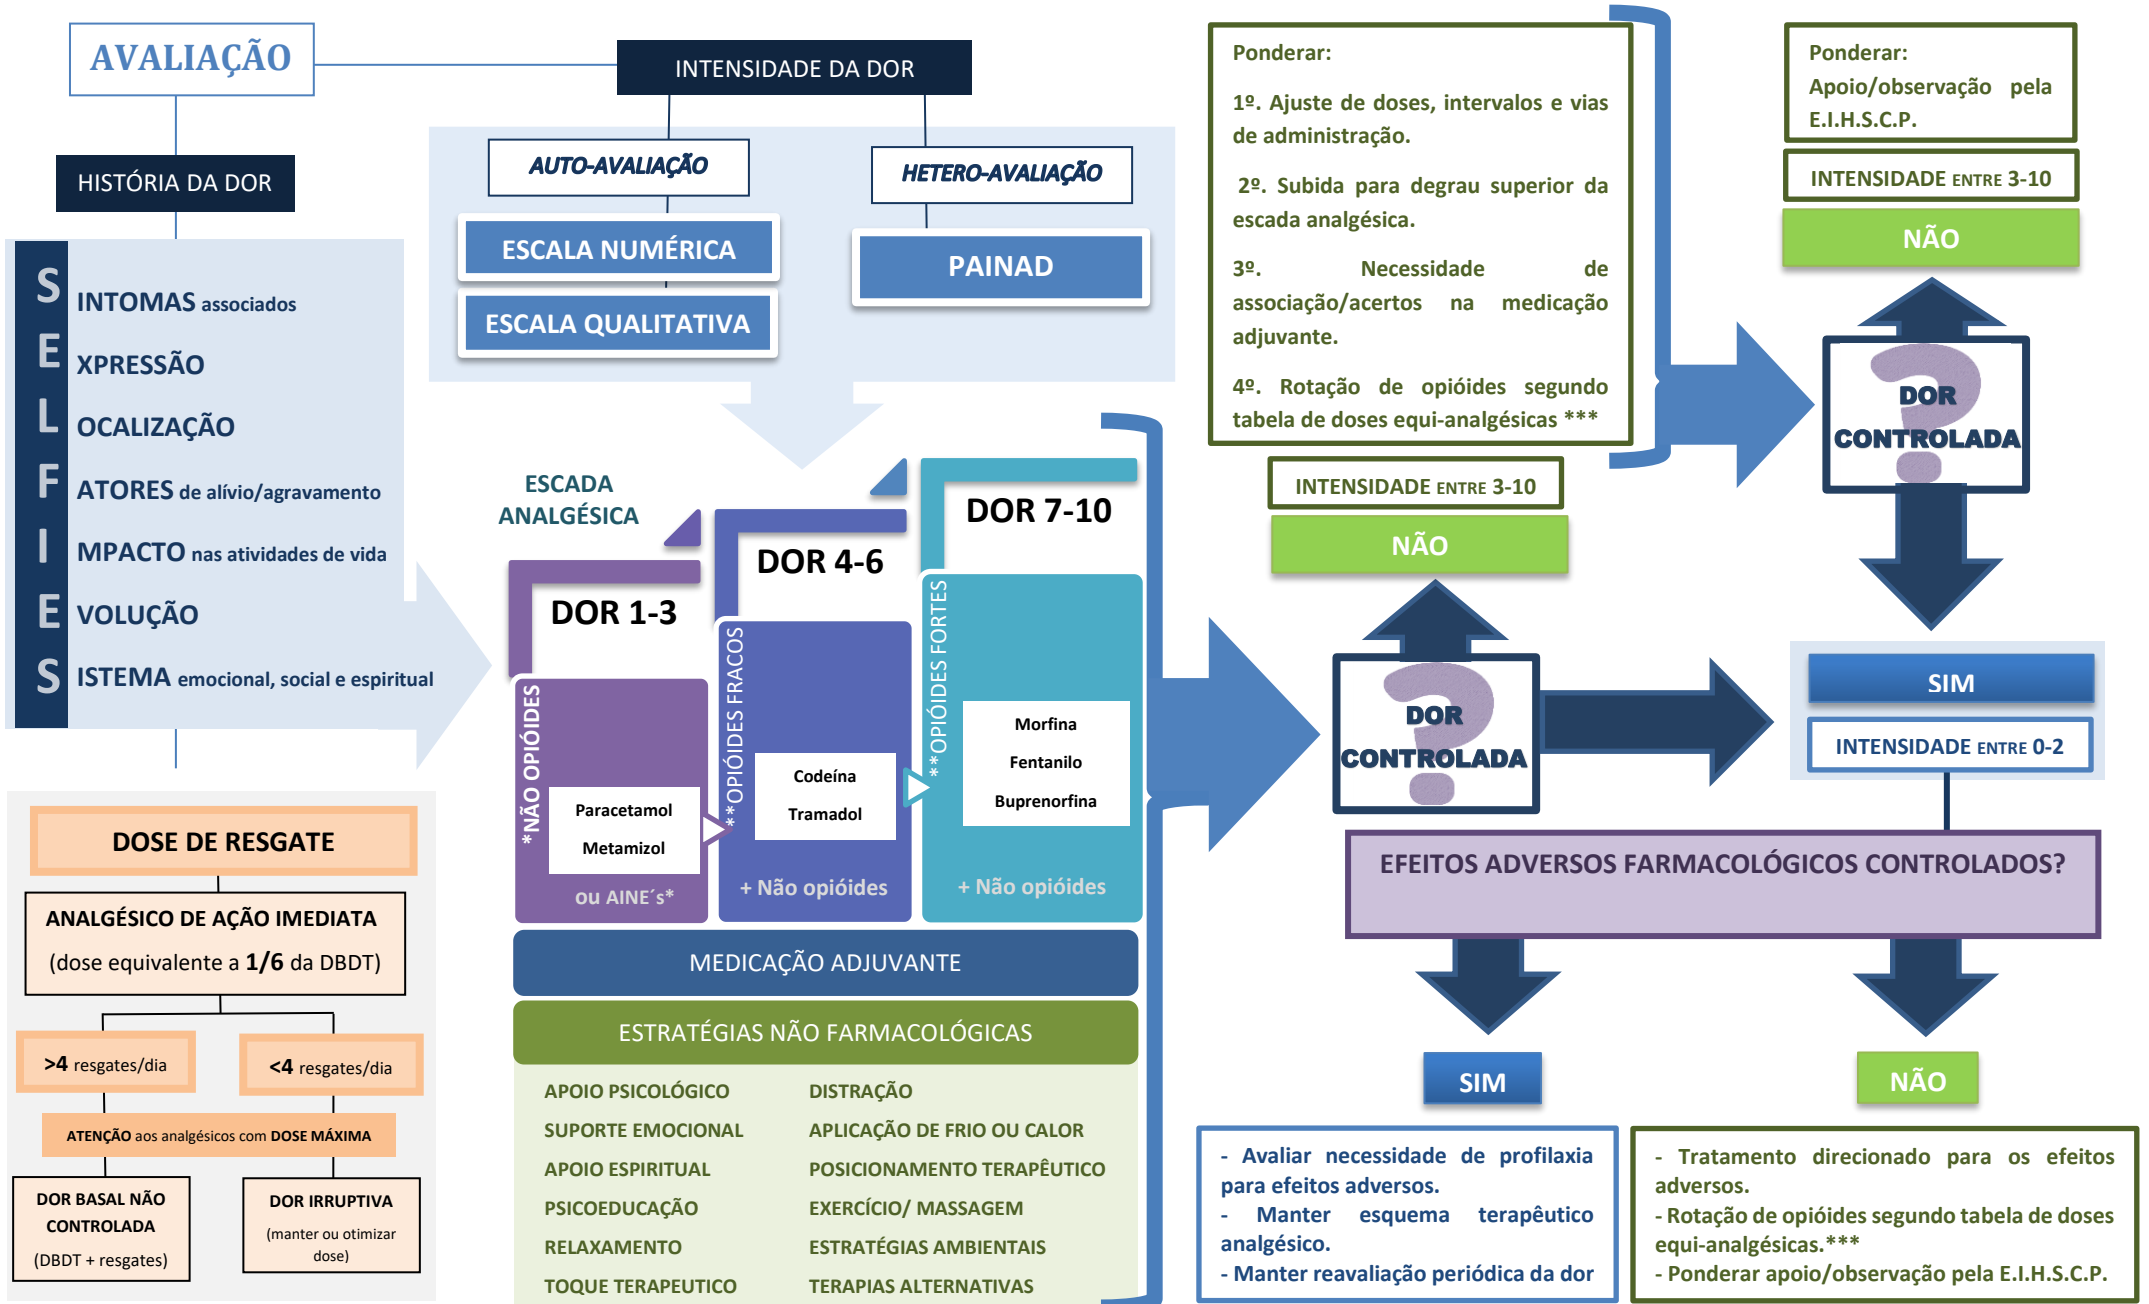 AVALIAÇÃO
INTENSIDADE DA DOR
HISTÓRIA DA DOR
AUTO-AVALIAÇÃO
ESCALA NUMÉRICA
ESCALA QUALITATIVA
HETERO-AVALIAÇÃO
PAINAD
SINTOMAS associados
EXPRESSÃO
LOCALIZAÇÃO
FATORES de alívio/agravamento
IMPACTO nas atividades de vida
EVOLUÇÃO
SISTEMA emocional, social e espiritual
DOSE DE RESGATE
ANALGÉSICO DE AÇÃO IMEDIATA
(dose equivalente a 1/6 da DBDT)
>4 resgates/dia
<4 resgates/dia
ATENÇÃO aos analgésicos com DOSE MÁXIMA
DOR BASAL NÃO
CONTROLADA
(DBDT + resgates)
DOR IRRUPTIVA
(manter ou otimizar
dose)
ESCADA
ANALGÉSICA
DOR 1-3
*NÃO OPIÓIDES
Paracetamol
Metamizol
ou AINE´s*
DOR 4-6
**OPIÓIDES FRACOS
Codeína
Tramadol
+ Não opióides
DOR 7-10
**OPIÓIDES FORTES
Morfina
Fentanilo
Buprenorfina
+ Não opióides
MEDICAÇÃO ADJUVANTE
ESTRATÉGIAS NÃO FARMACOLÓGICAS
APOIO PSICOLÓGICO
SUPORTE EMOCIONAL
APOIO ESPIRITUAL
PSICOEDUCAÇÃO
RELAXAMENTO
TOQUE TERAPEUTICO
DISTRAÇÃO
APLICAÇÃO DE FRIO OU CALOR
POSICIONAMENTO TERAPÊUTICO
EXERCÍCIO/ MASSAGEM
ESTRATÉGIAS AMBIENTAIS
TERAPIAS ALTERNATIVAS
Ponderar:
1º. Ajuste de doses, intervalos e vias
de administração.
2º. Subida para degrau superior da
escada analgésica.
3º. Necessidade de
associação/acertos na medicação
adjuvante.
4º. Rotação de opióides segundo
tabela de doses equi-analgésicas ***
INTENSIDADE ENTRE 3-10
NÃO
DOR
CONTROLADA
Ponderar:
Apoio/observação pela
E.I.H.S.C.P.
INTENSIDADE ENTRE 3-10
NÃO
DOR
CONTROLADA
SIM
INTENSIDADE ENTRE 0-2
EFEITOS ADVERSOS FARMACOLÓGICOS CONTROLADOS?
SIM
- Avaliar necessidade de profilaxia
para efeitos adversos.
- Manter esquema terapêutico
analgésico.
- Manter reavaliação periódica da dor
NÃO
- Tratamento direcionado para os efeitos
adversos.
- Rotação de opióides segundo tabela de doses
equi-analgésicas.***
- Ponderar apoio/observação pela E.I.H.S.C.P.